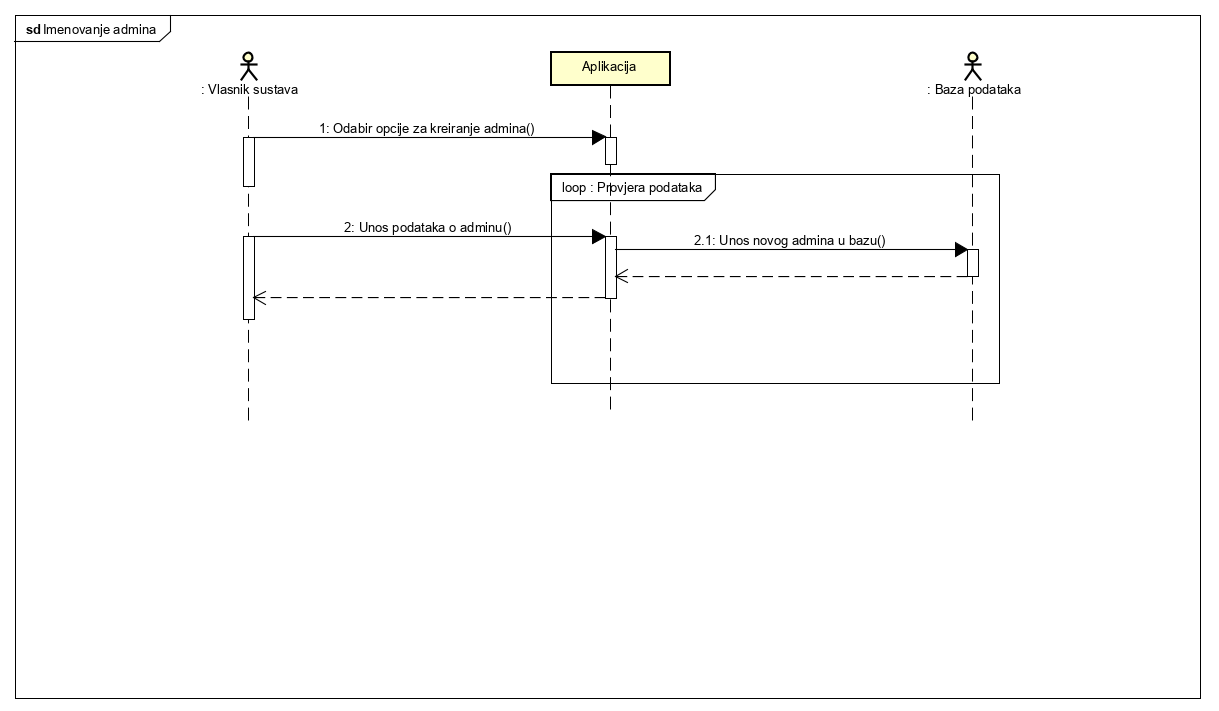 sd Imenovanje admina
: Vlasnik sustava
Aplikacija
: Baza podataka
1: Odabir opcije za kreiranje admina()
loop : Provjera podataka
2: Unos podataka o adminu()
2.1: Unos novog admina u bazu()